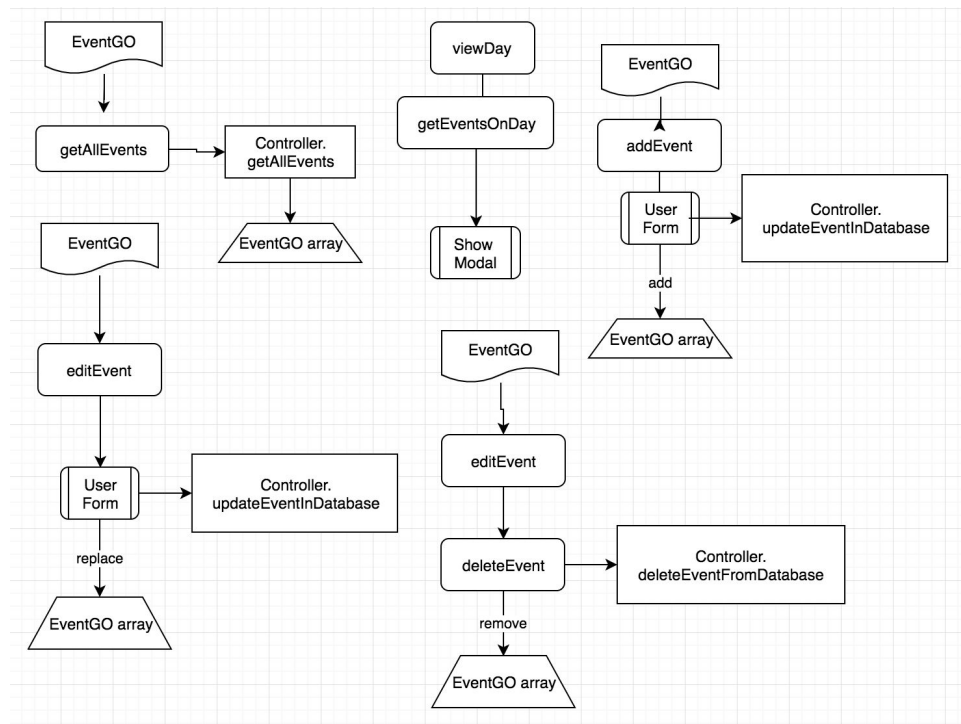 EventGO
getAllEvents
Controller.
getAllEvents
EventGO array
viewDay
getEventsOnDay
Show
Modal
EventGO
addEvent
User
Form
Controller.
updateEventInDatabase
add
EventGO array
EventGO
editEvent
User
Form
Controller.
updateEventInDatabase
replace
EventGO array
EventGO
editEvent
deleteEvent
Controller.
deleteEventFromDatabase
remove
EventGO array